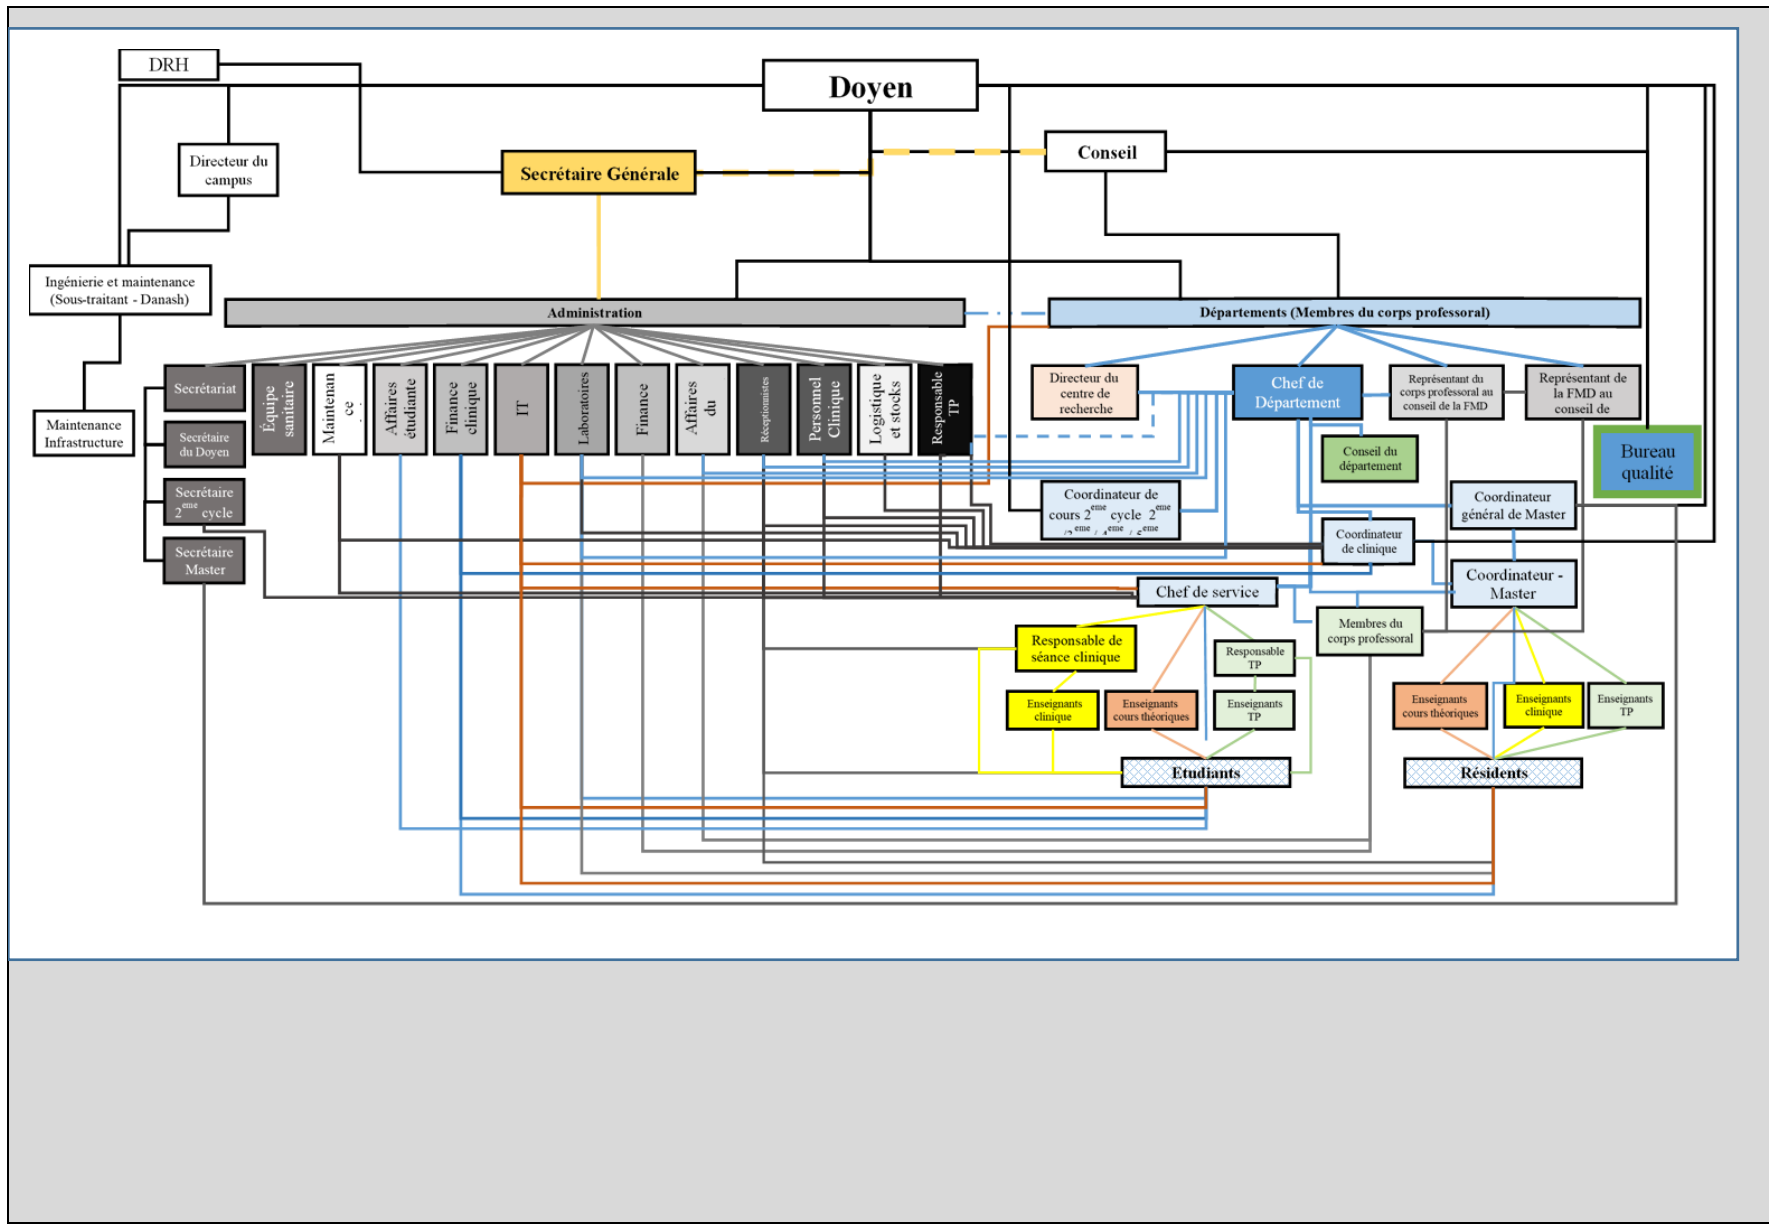 DRH
Doyen
Directeur du
campus
Secrétaire Générale
Conseil
Ingénierie et maintenance
(Sous-traitant - Danash)
Administration
Départements (Membres du corps professoral)
Maintenance
Infrastructure
Secrétariat
Secrétaire
du Doyen
Secrétaire
2eme cycle
Secrétaire
Master
Équipe
sanitaire
Maintenan
ce
Affaires
étudiante
Finance
clinique
IT
Laboratoires
Finance
Affaires
du
Réceptionnistes
Personnel
Clinique
Logistique
et stocks
Responsable
TP
Directeur du
centre de
recherche
Chef de
Département
Représentant du
corps professoral au
conseil de la FMD
Représentant de
la FMD au
conseil de
Conseil du
département
Bureau
qualité
Coordinateur de
cours 2eme cycle 2eme
/3eme / 4eme / 5eme
Coordinateur
général de Master
Coordinateur
de clinique
Coordinateur -
Master
Chef de service
Membres du
corps professoral
Responsable de
séance clinique
Responsable
TP
Enseignants
clinique
Enseignants
cours théoriques
Enseignants
TP
Enseignants
cours théoriques
Enseignants
clinique
Enseignants
TP
Etudiants
Résidents